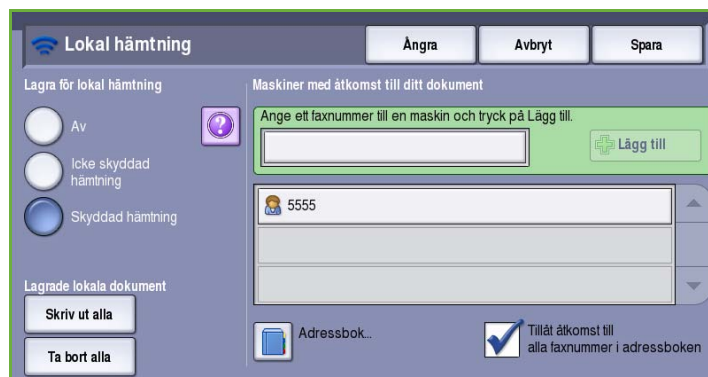 Lokal hämtning
Ångra
Avbryt
Spara
Lagra för lokal hämtning
Av
Icke skyddad
hämtning
Skyddad hämtning
Lagrade lokala dokument
Skriv ut alla
Ta bort alla
Maskiner med åtkomst till ditt dokument
Ange ett faxnummer till en maskin och tryck på Lägg till.
Lägg till
5555
Adressbok...
Tillåt åtkomst till
alla faxnummer i adressboken